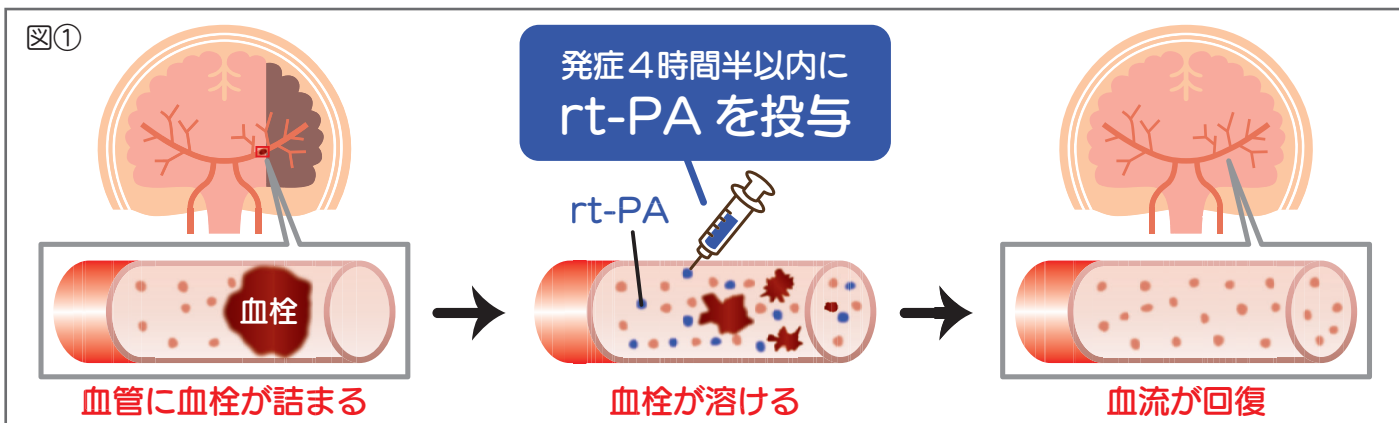 図①
発症4時間半以内に
rt-PA を投与
rt-PA
血栓
血管に血栓が詰まる
血栓が溶ける
血流が回復